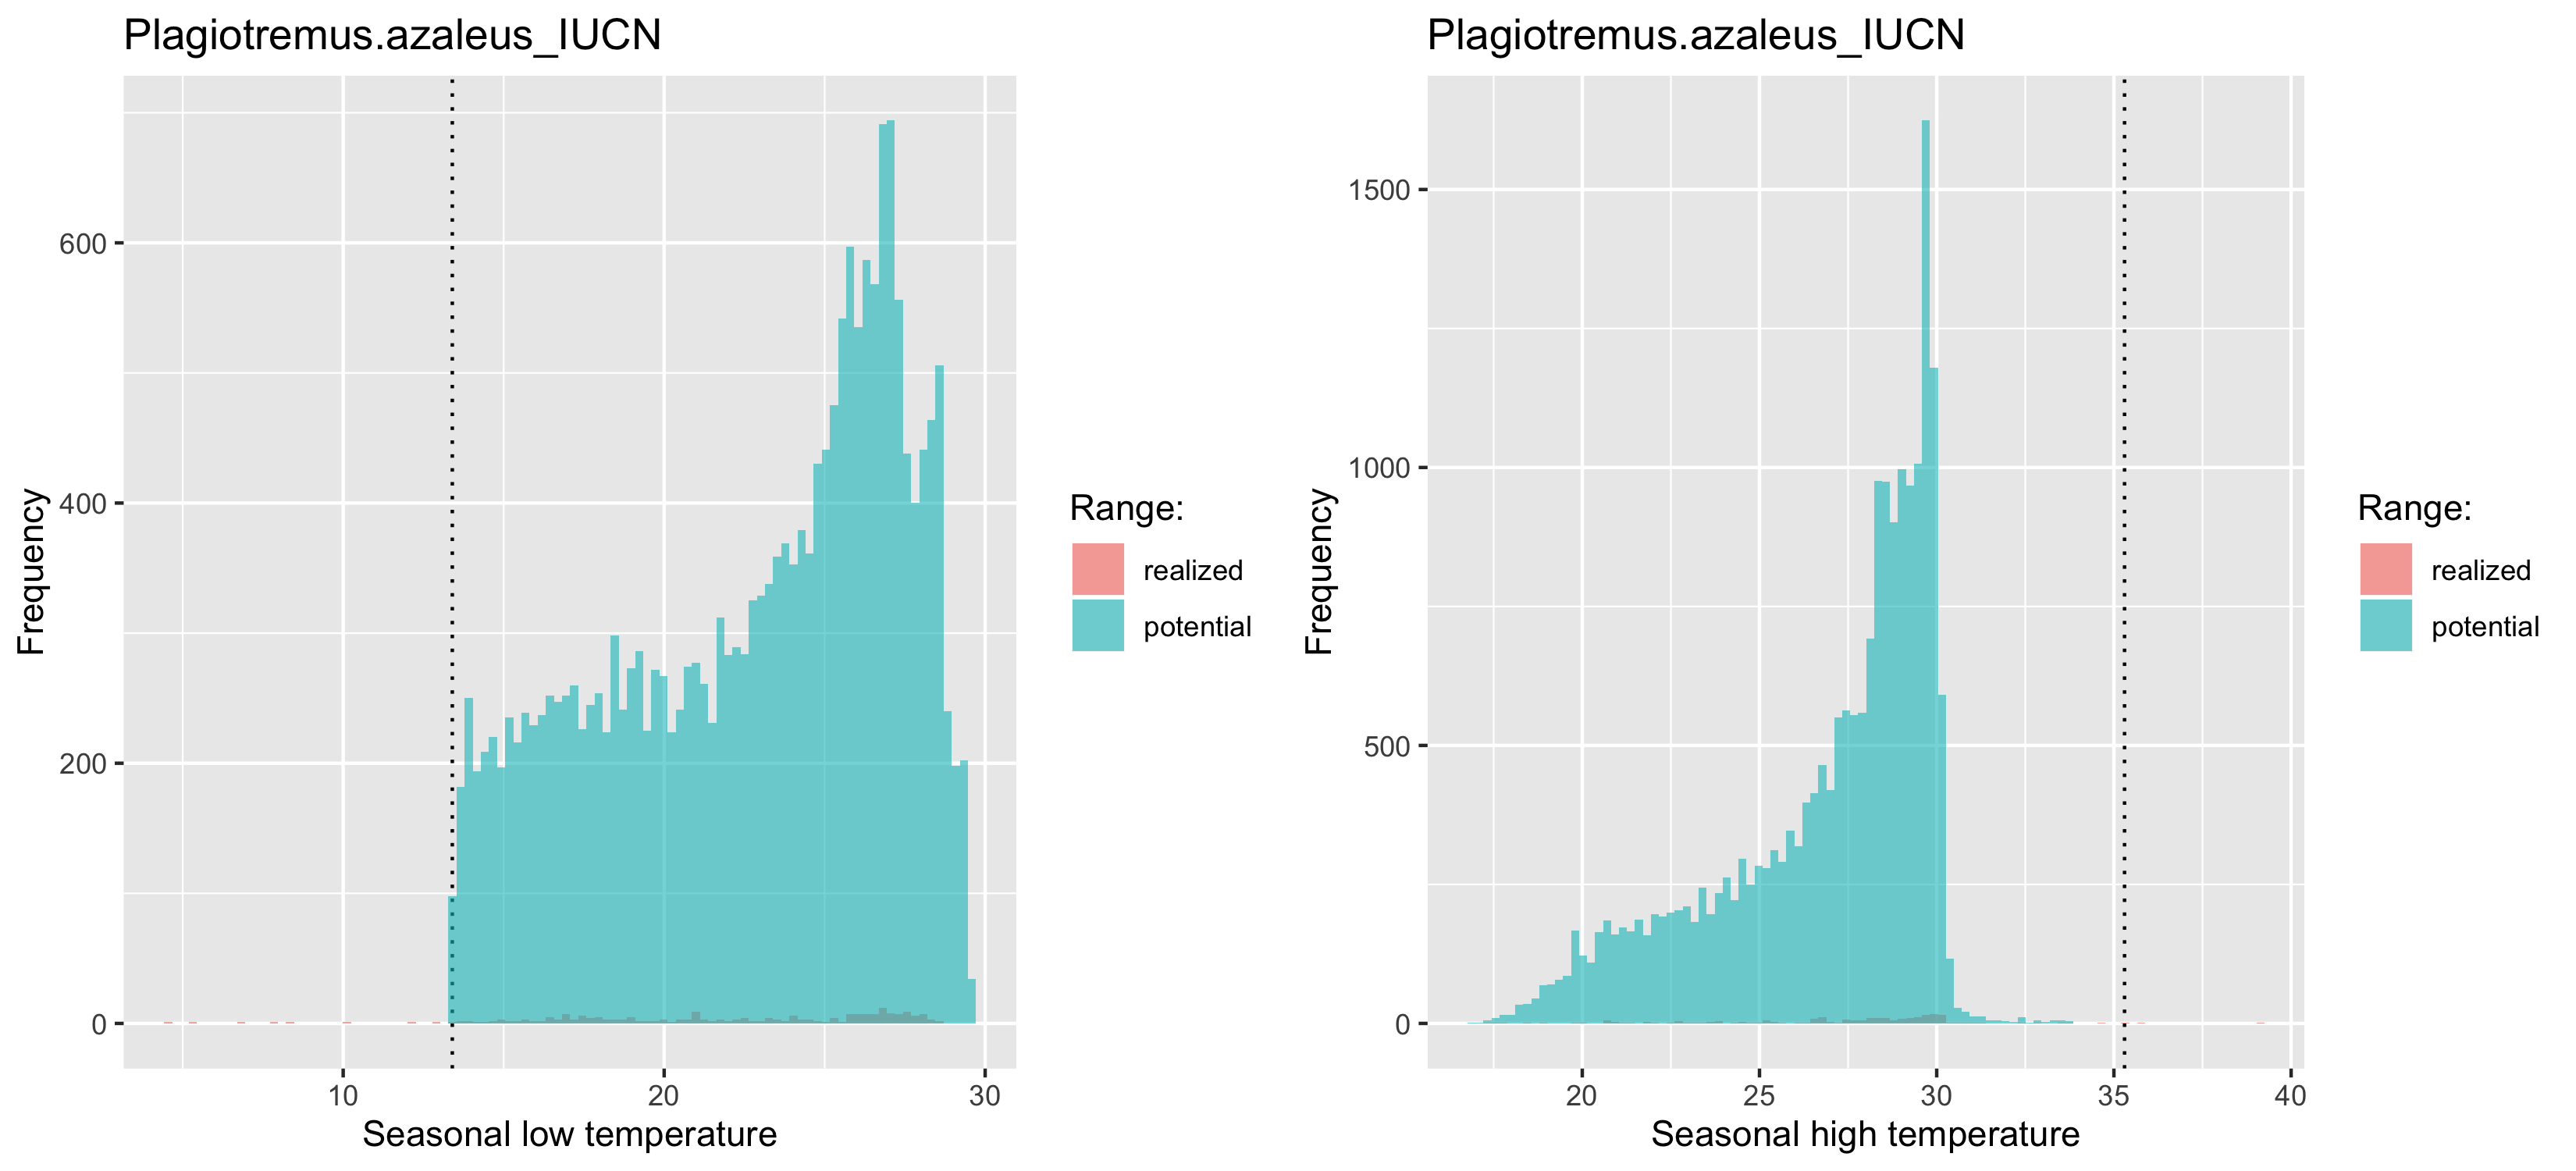 Plagiotremus.azaleus_IUCN
600
400
200
0
Frequency
10 20 30
Seasonal low temperature
Range:
realized
potential
Plagiotremus.azaleus_IUCN
1500
1000
500
0
Frequency
20 25 30 35 40
Seasonal high temperature
Range:
realized
potential